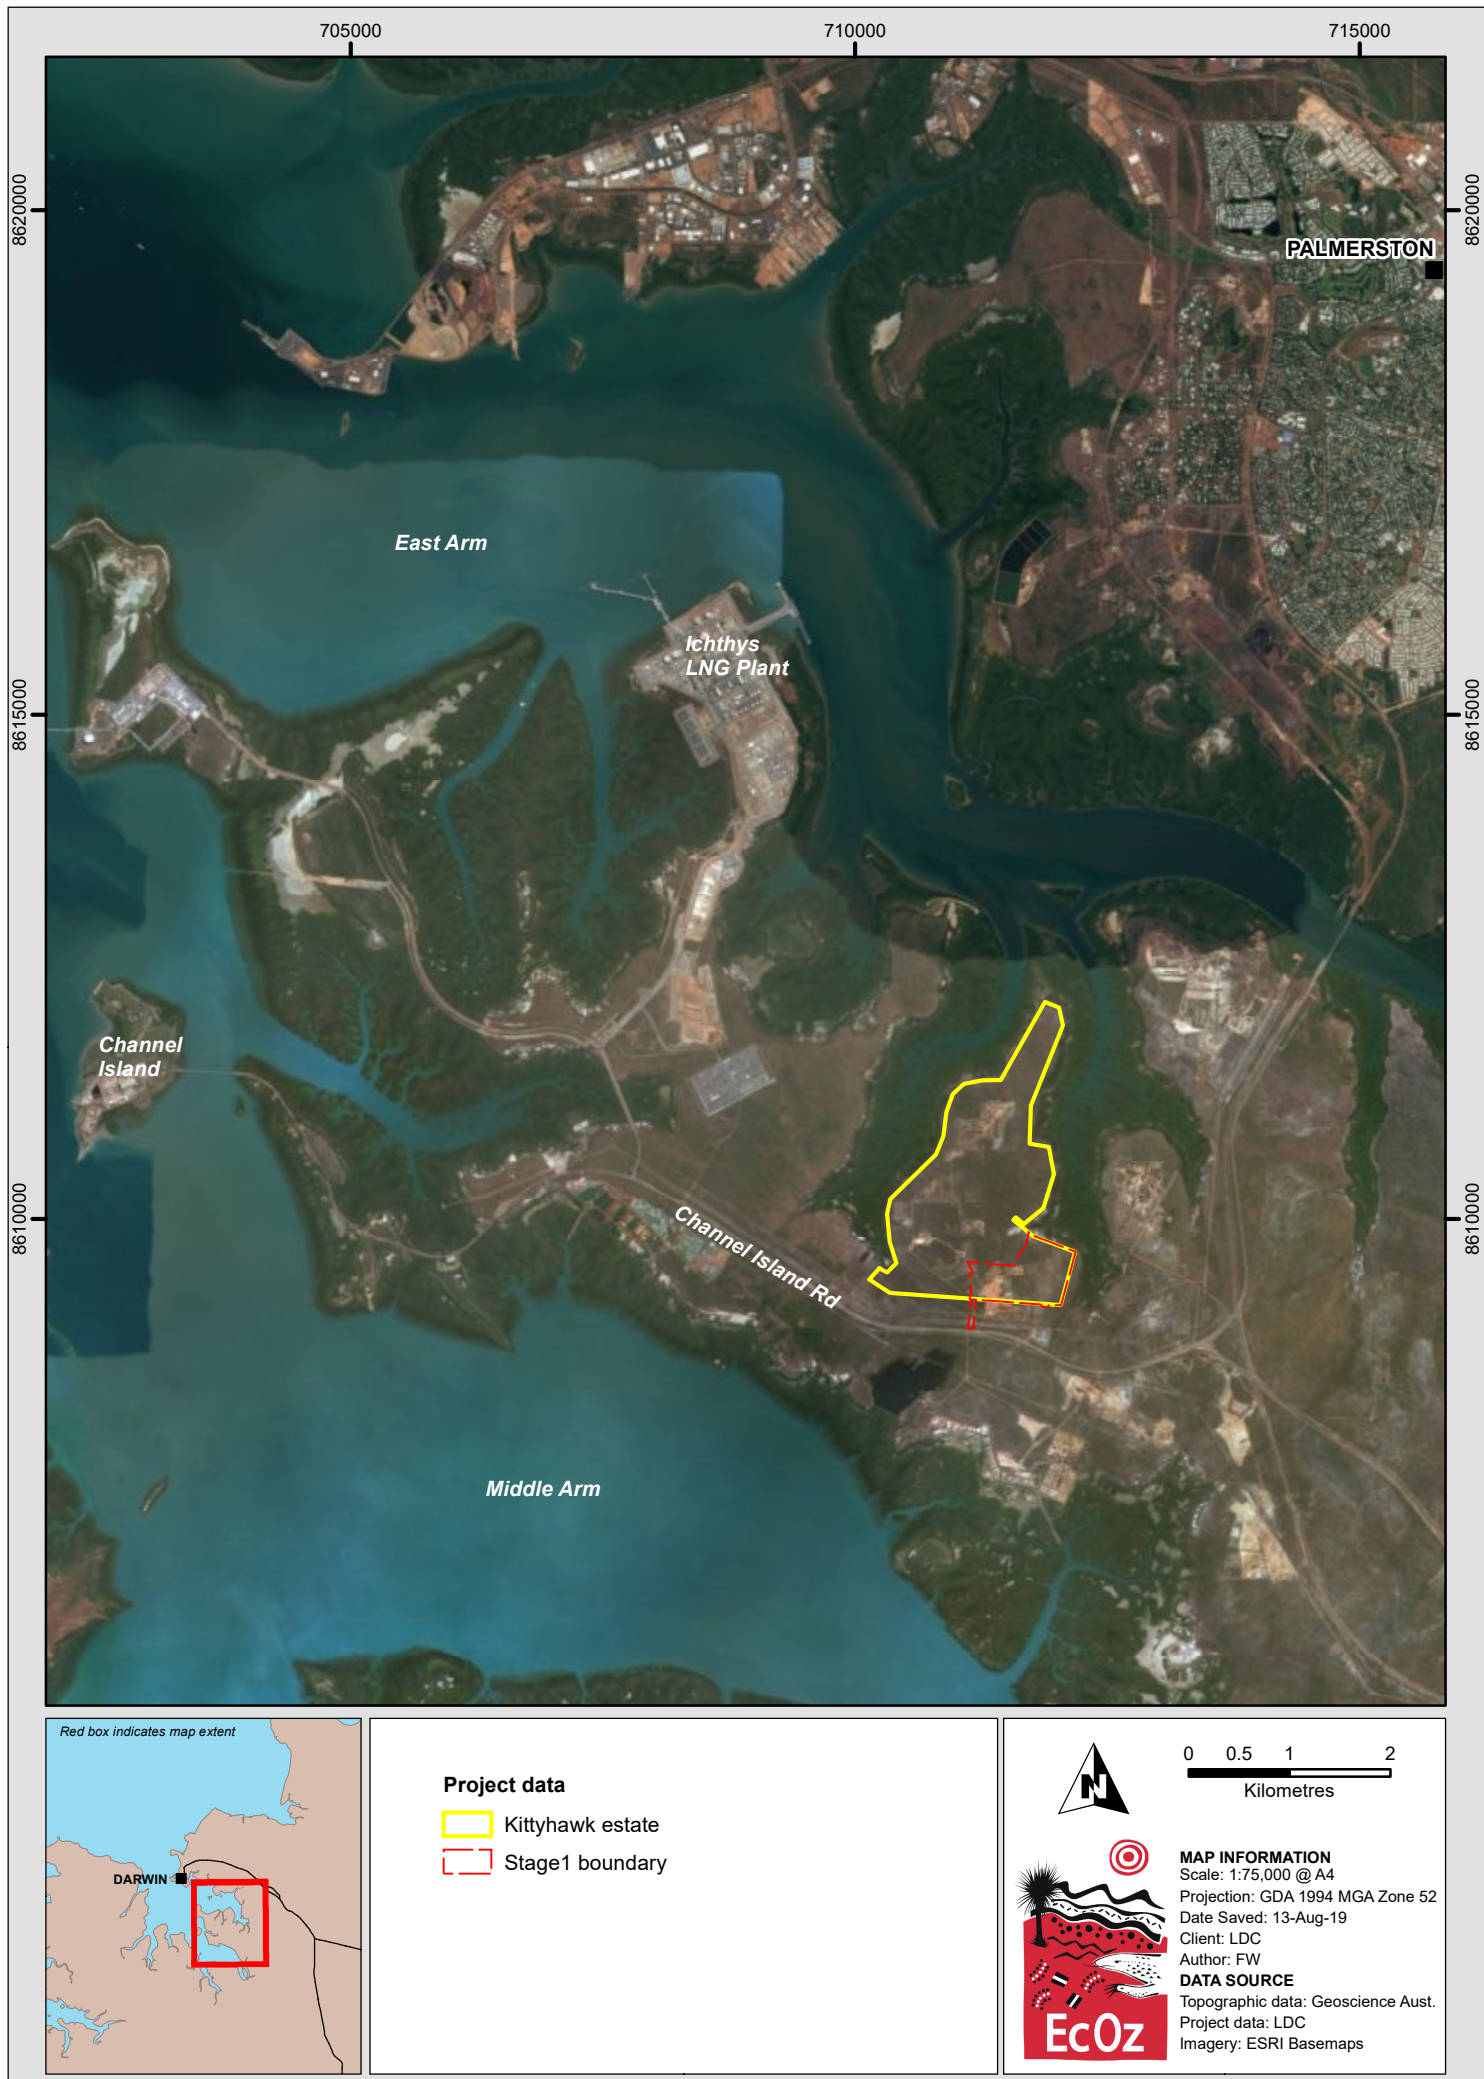 705000
710000
715000
8620000
8620000
PALMERSTON
East Arm
Ichthys
LNG Plant
8615000
8615000
Channel
Island
8610000
8610000
Channel Island Rd
Middle Arm
Red box indicates map extent
DARWIN
Project data
Kittyhawk estate
Stage1 boundary
N
0 0.5 1 2
Kilometres
MAP INFORMATION
Scale: 1:75,000 @ A4
Projection: GDA 1994 MGA Zone 52
Date Saved: 13-Aug-19
Client: LDC
Author: FW
DATA SOURCE
Topographic data: Geoscience Aust.
Project data: LDC
Imagery: ESRI Basemaps
EcOz